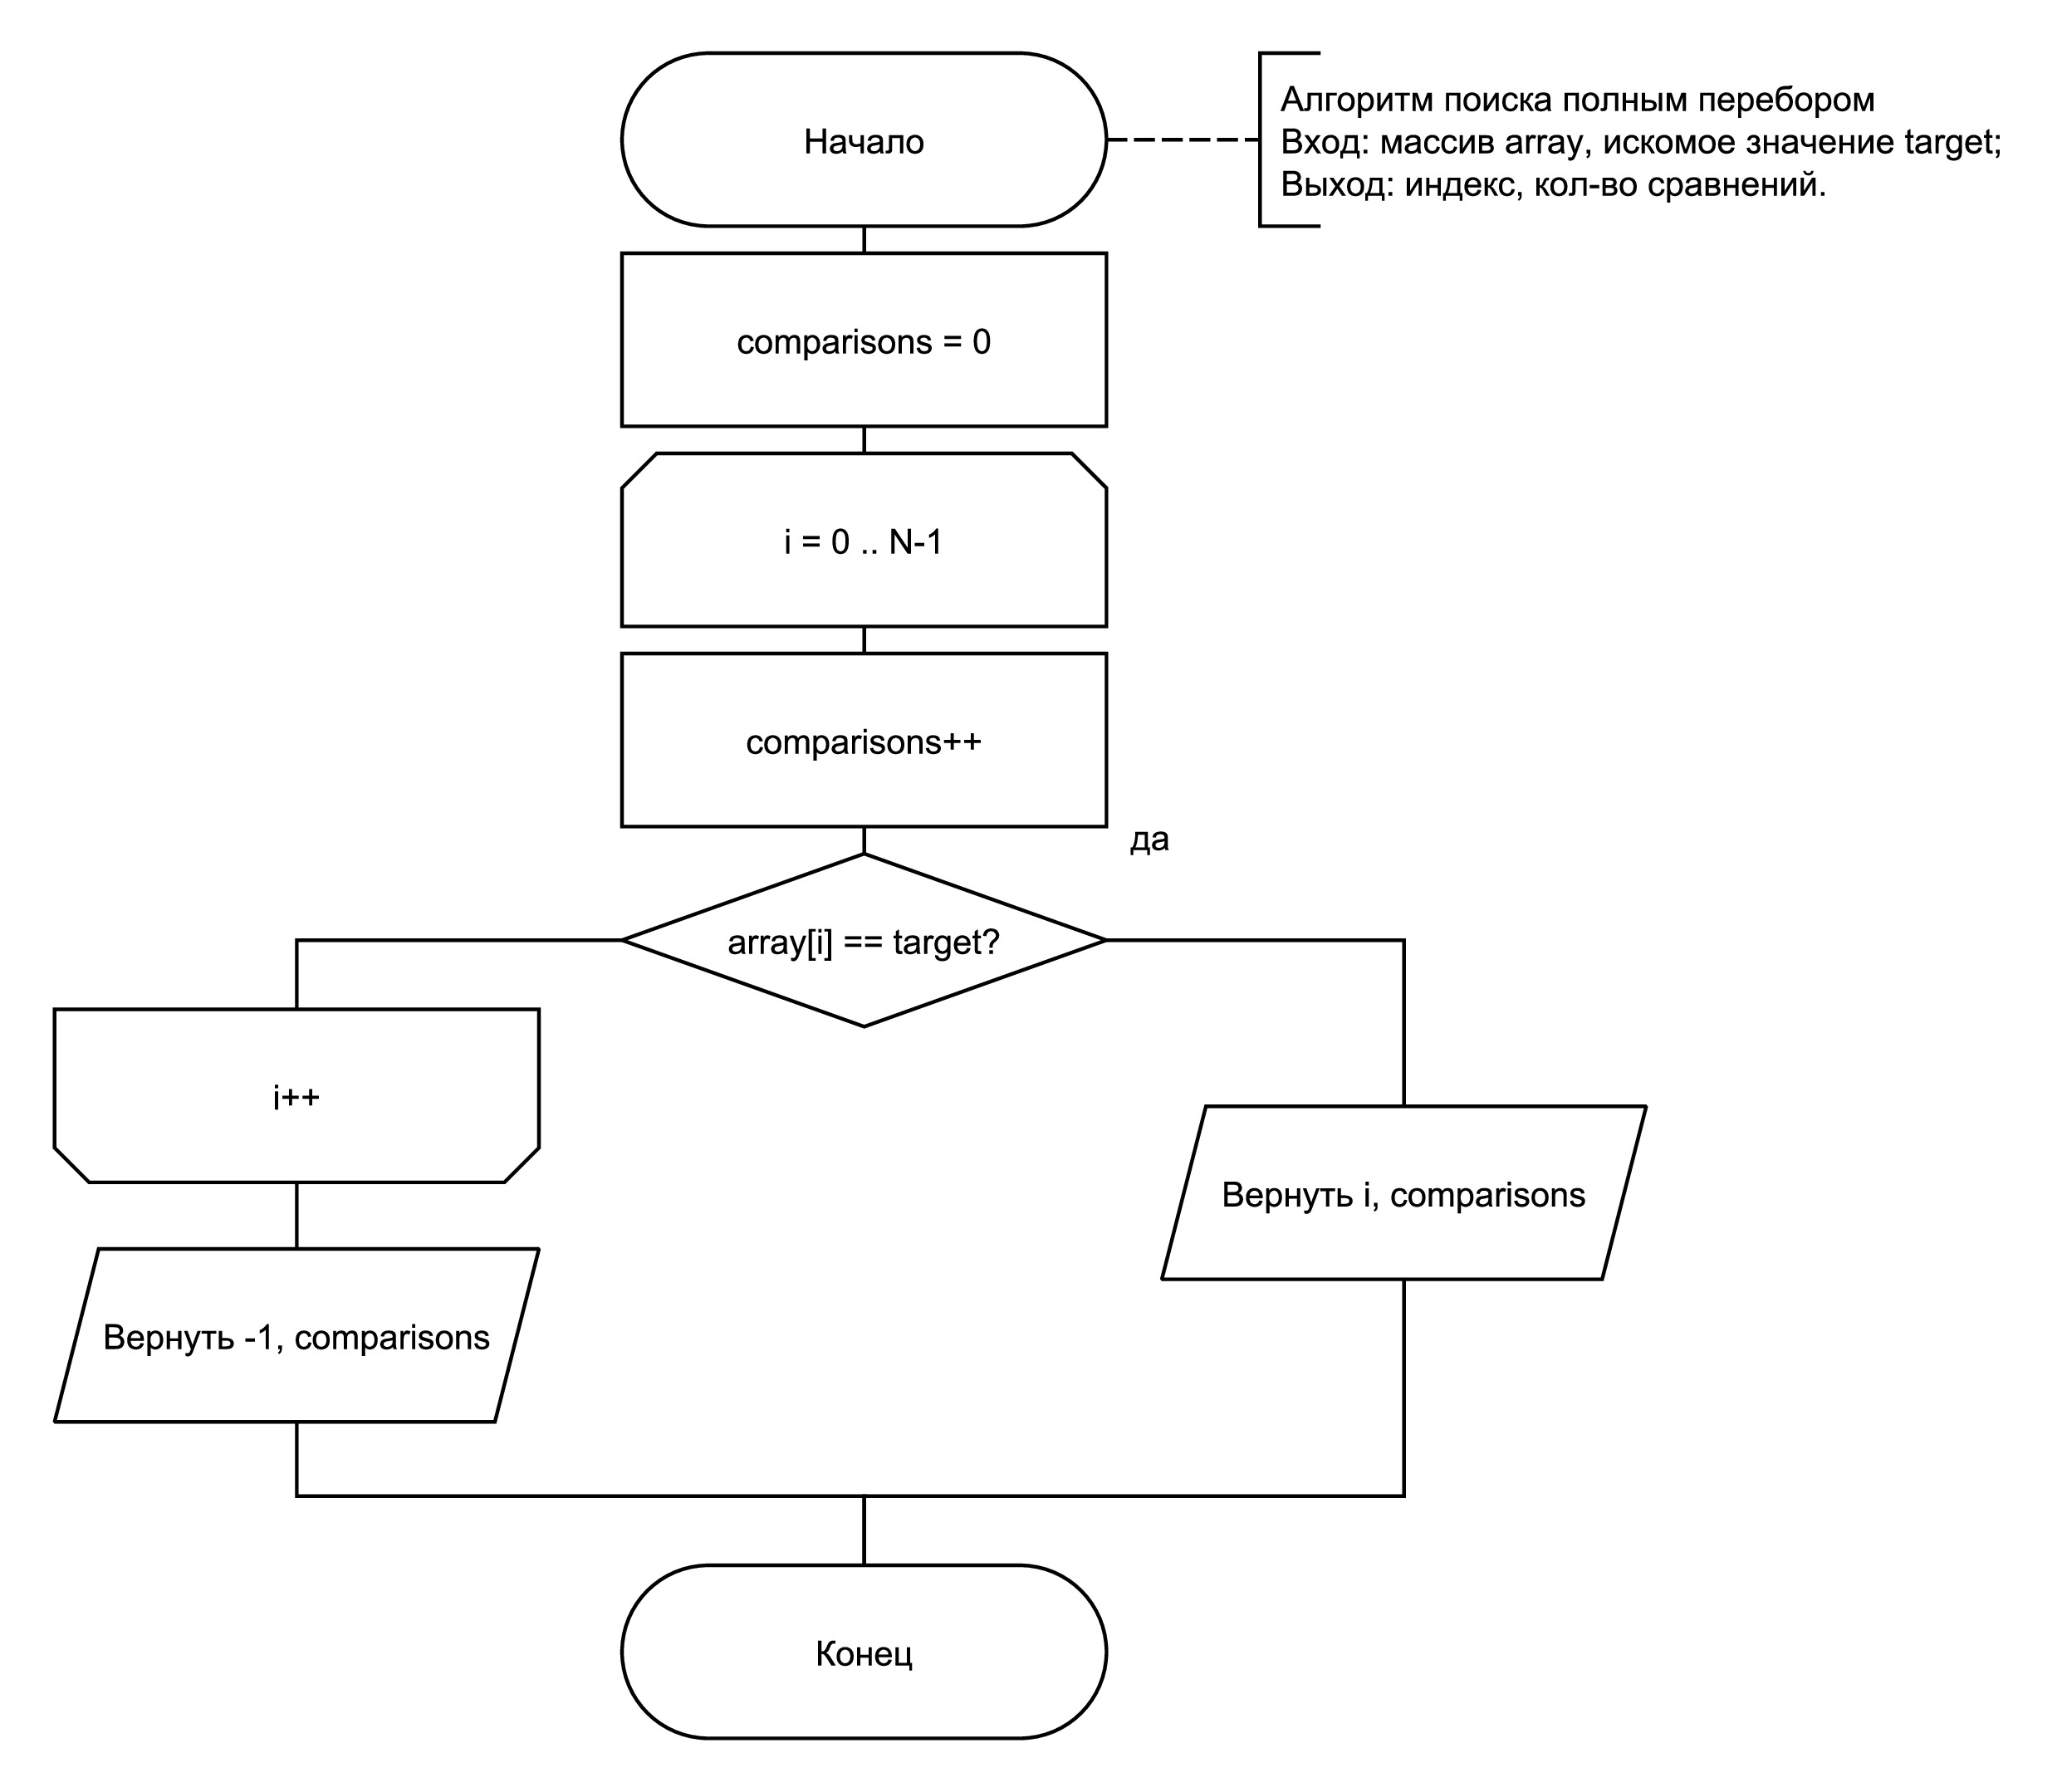 Начало
Алгоритм поиска полным перебором
Вход: массив array, искомое значение target;
Выход: индекс, кол-во сравнений.
comparisons = 0
i = 0 .. N-1
comparisons++
да
array[i] == target?
i++
Вернуть i, comparisons
Вернуть -1, comparisons
Конец